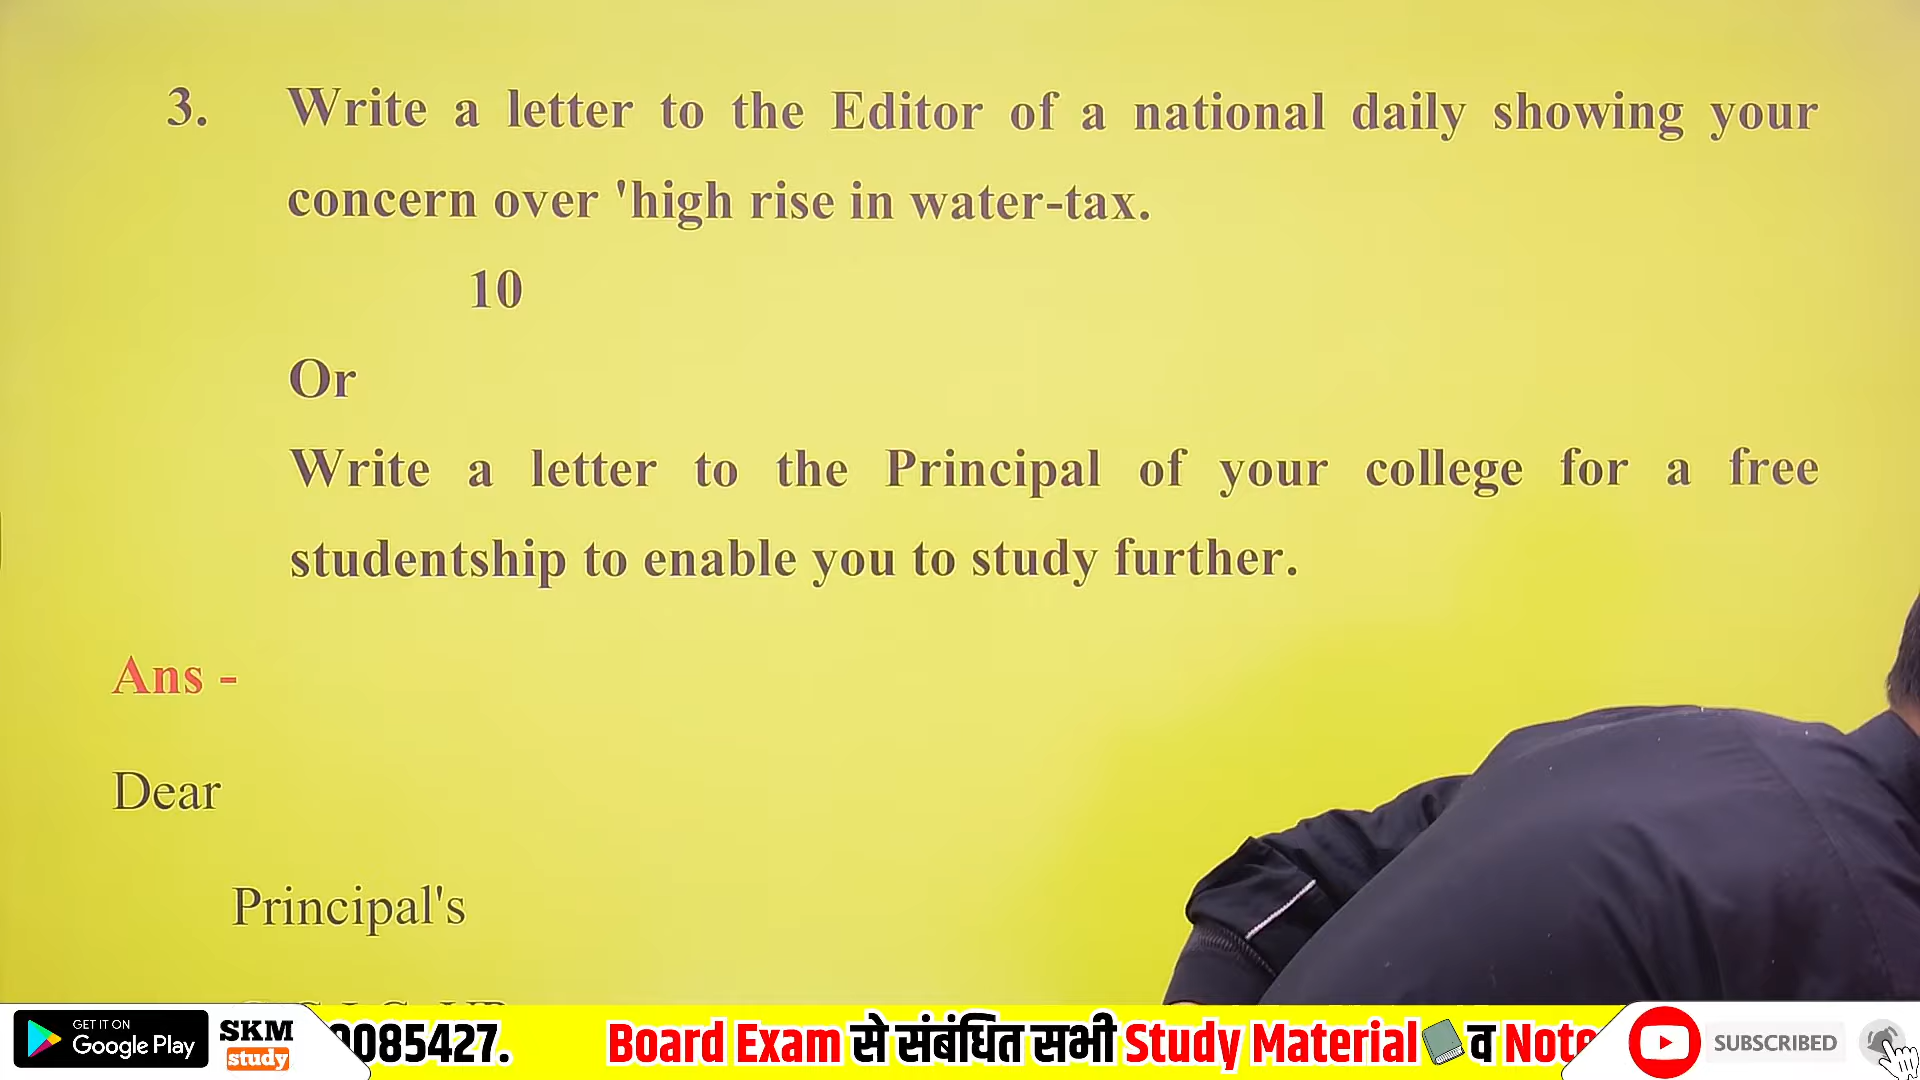 3. Write a letter to the Editor of a national daily showing your
concern over 'high rise in water-tax.
10
Or
Write a letter to the Principal of your college for a free
studentship to enable you to study further.
Ans -
Dear
Principal's
GET IT ON
Google Play
SKM
study
0085427.
Board Exam से संबंधित सभी Study Material व Note
SUBSCRIBED